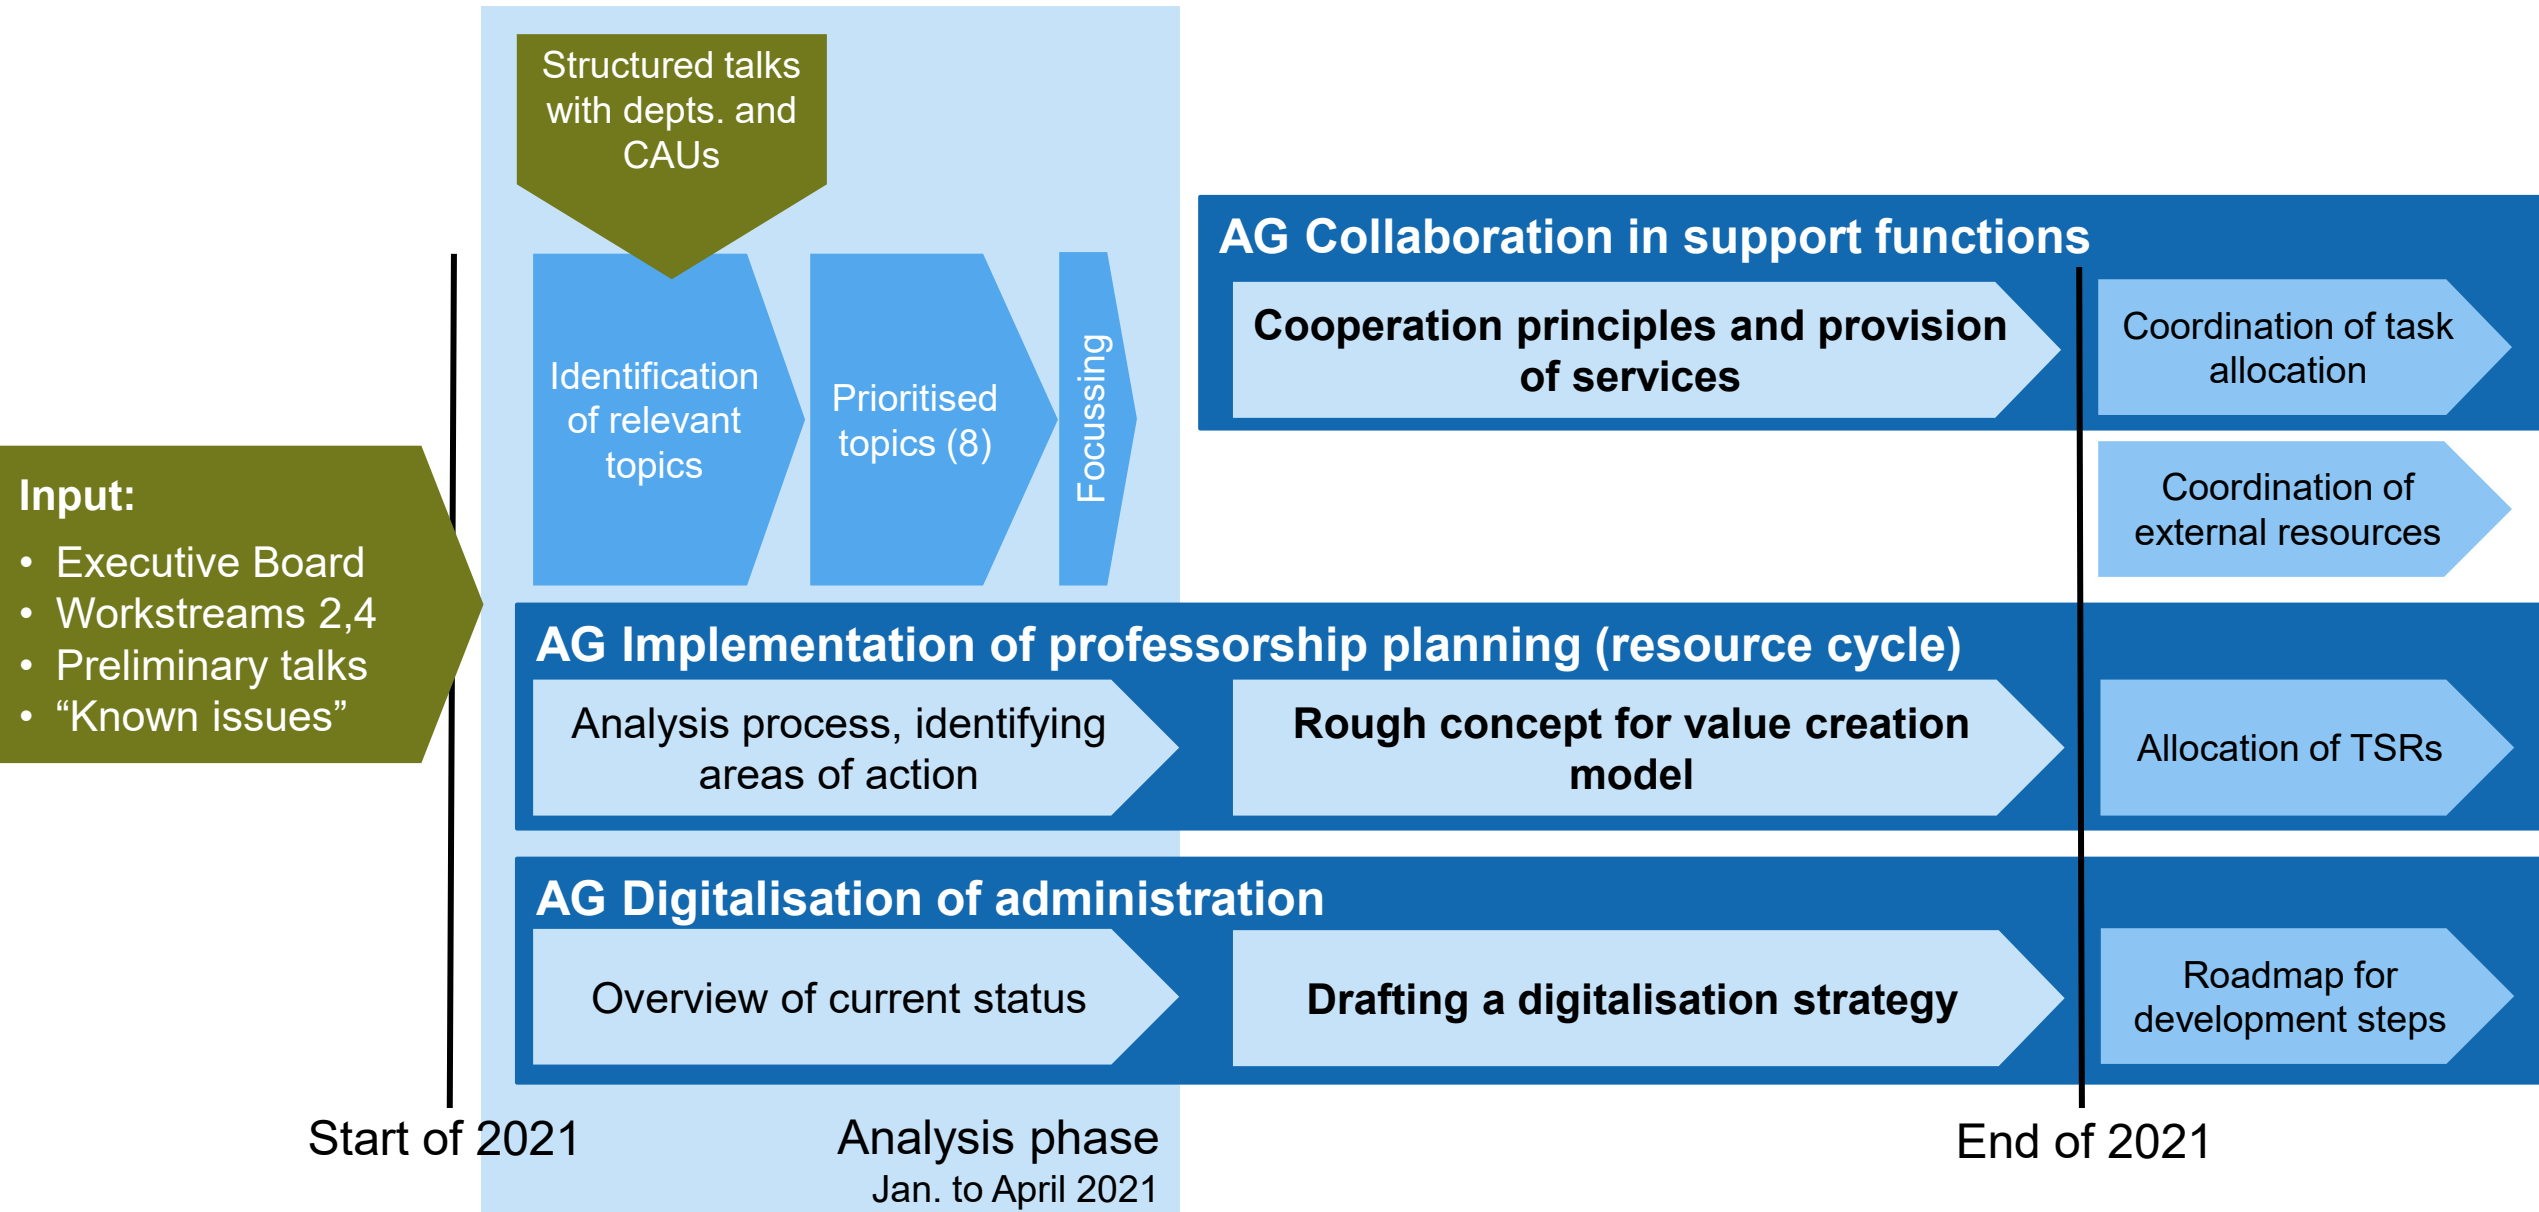 Structured talks
with depts. and
CAUs
Identification
of relevant
topics
Prioritised
topics (8)
Focussing
Input:
• Executive Board
• Workstreams 2,4
• Preliminary talks
• “Known issues”
AG Collaboration in support functions
Cooperation principles and provision
of services
Coordination of task
allocation
Coordination of
external resources
AG Implementation of professorship planning (resource cycle)
Analysis process, identifying
areas of action
Rough concept for value creation
model
Allocation of TSRs
AG Digitalisation of administration
Overview of current status
Drafting a digitalisation strategy
Roadmap for
development steps
Start of 2021
Analysis phase
Jan. to April 2021
End of 2021